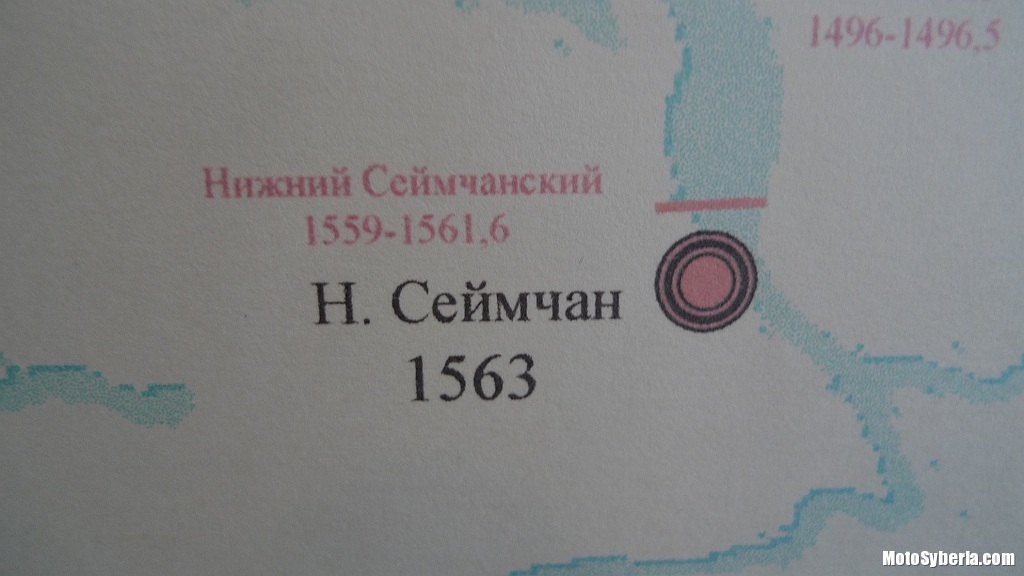 1496-1496,5
Нижний Сеймчанский
1559-1561,6
Н. Сеймчан
1563
MotoSyberia.com